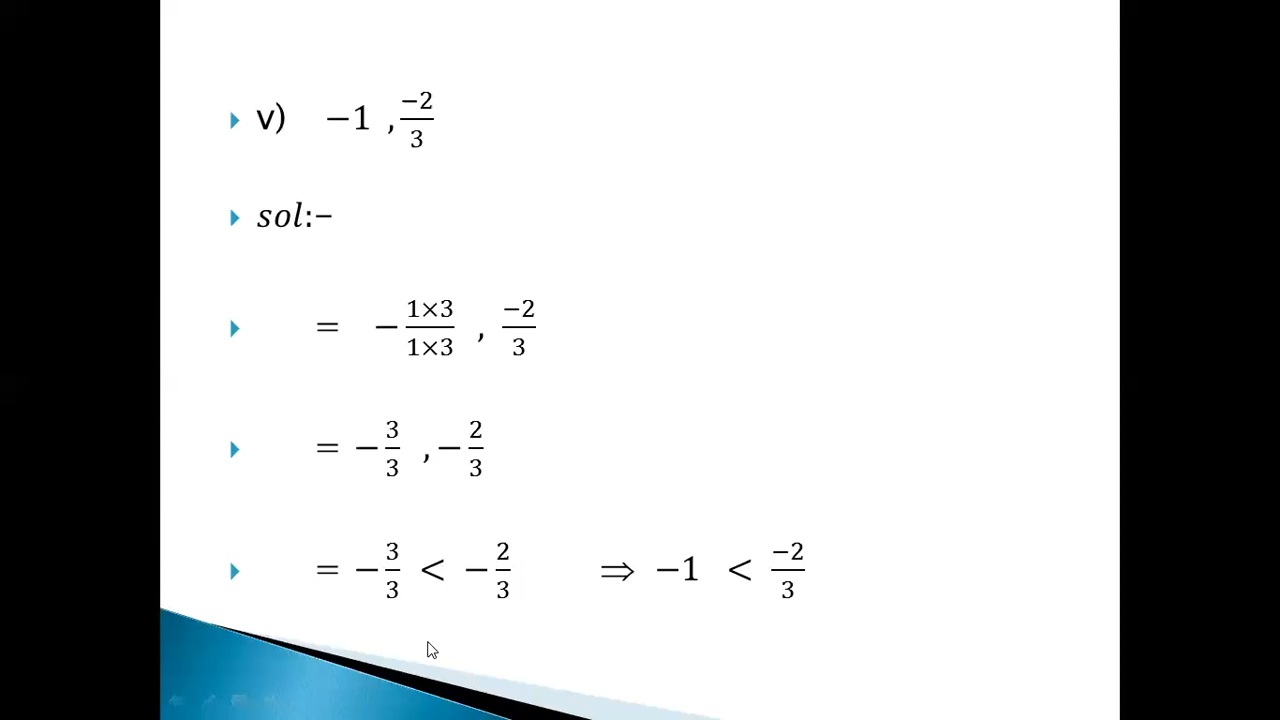 v) −1 , −2/3
sol:−
= − 1×3/1×3 , −2/3
= − 3/3 , − 2/3
= − 3/3 < − 2/3 ⇒ −1 < −2/3